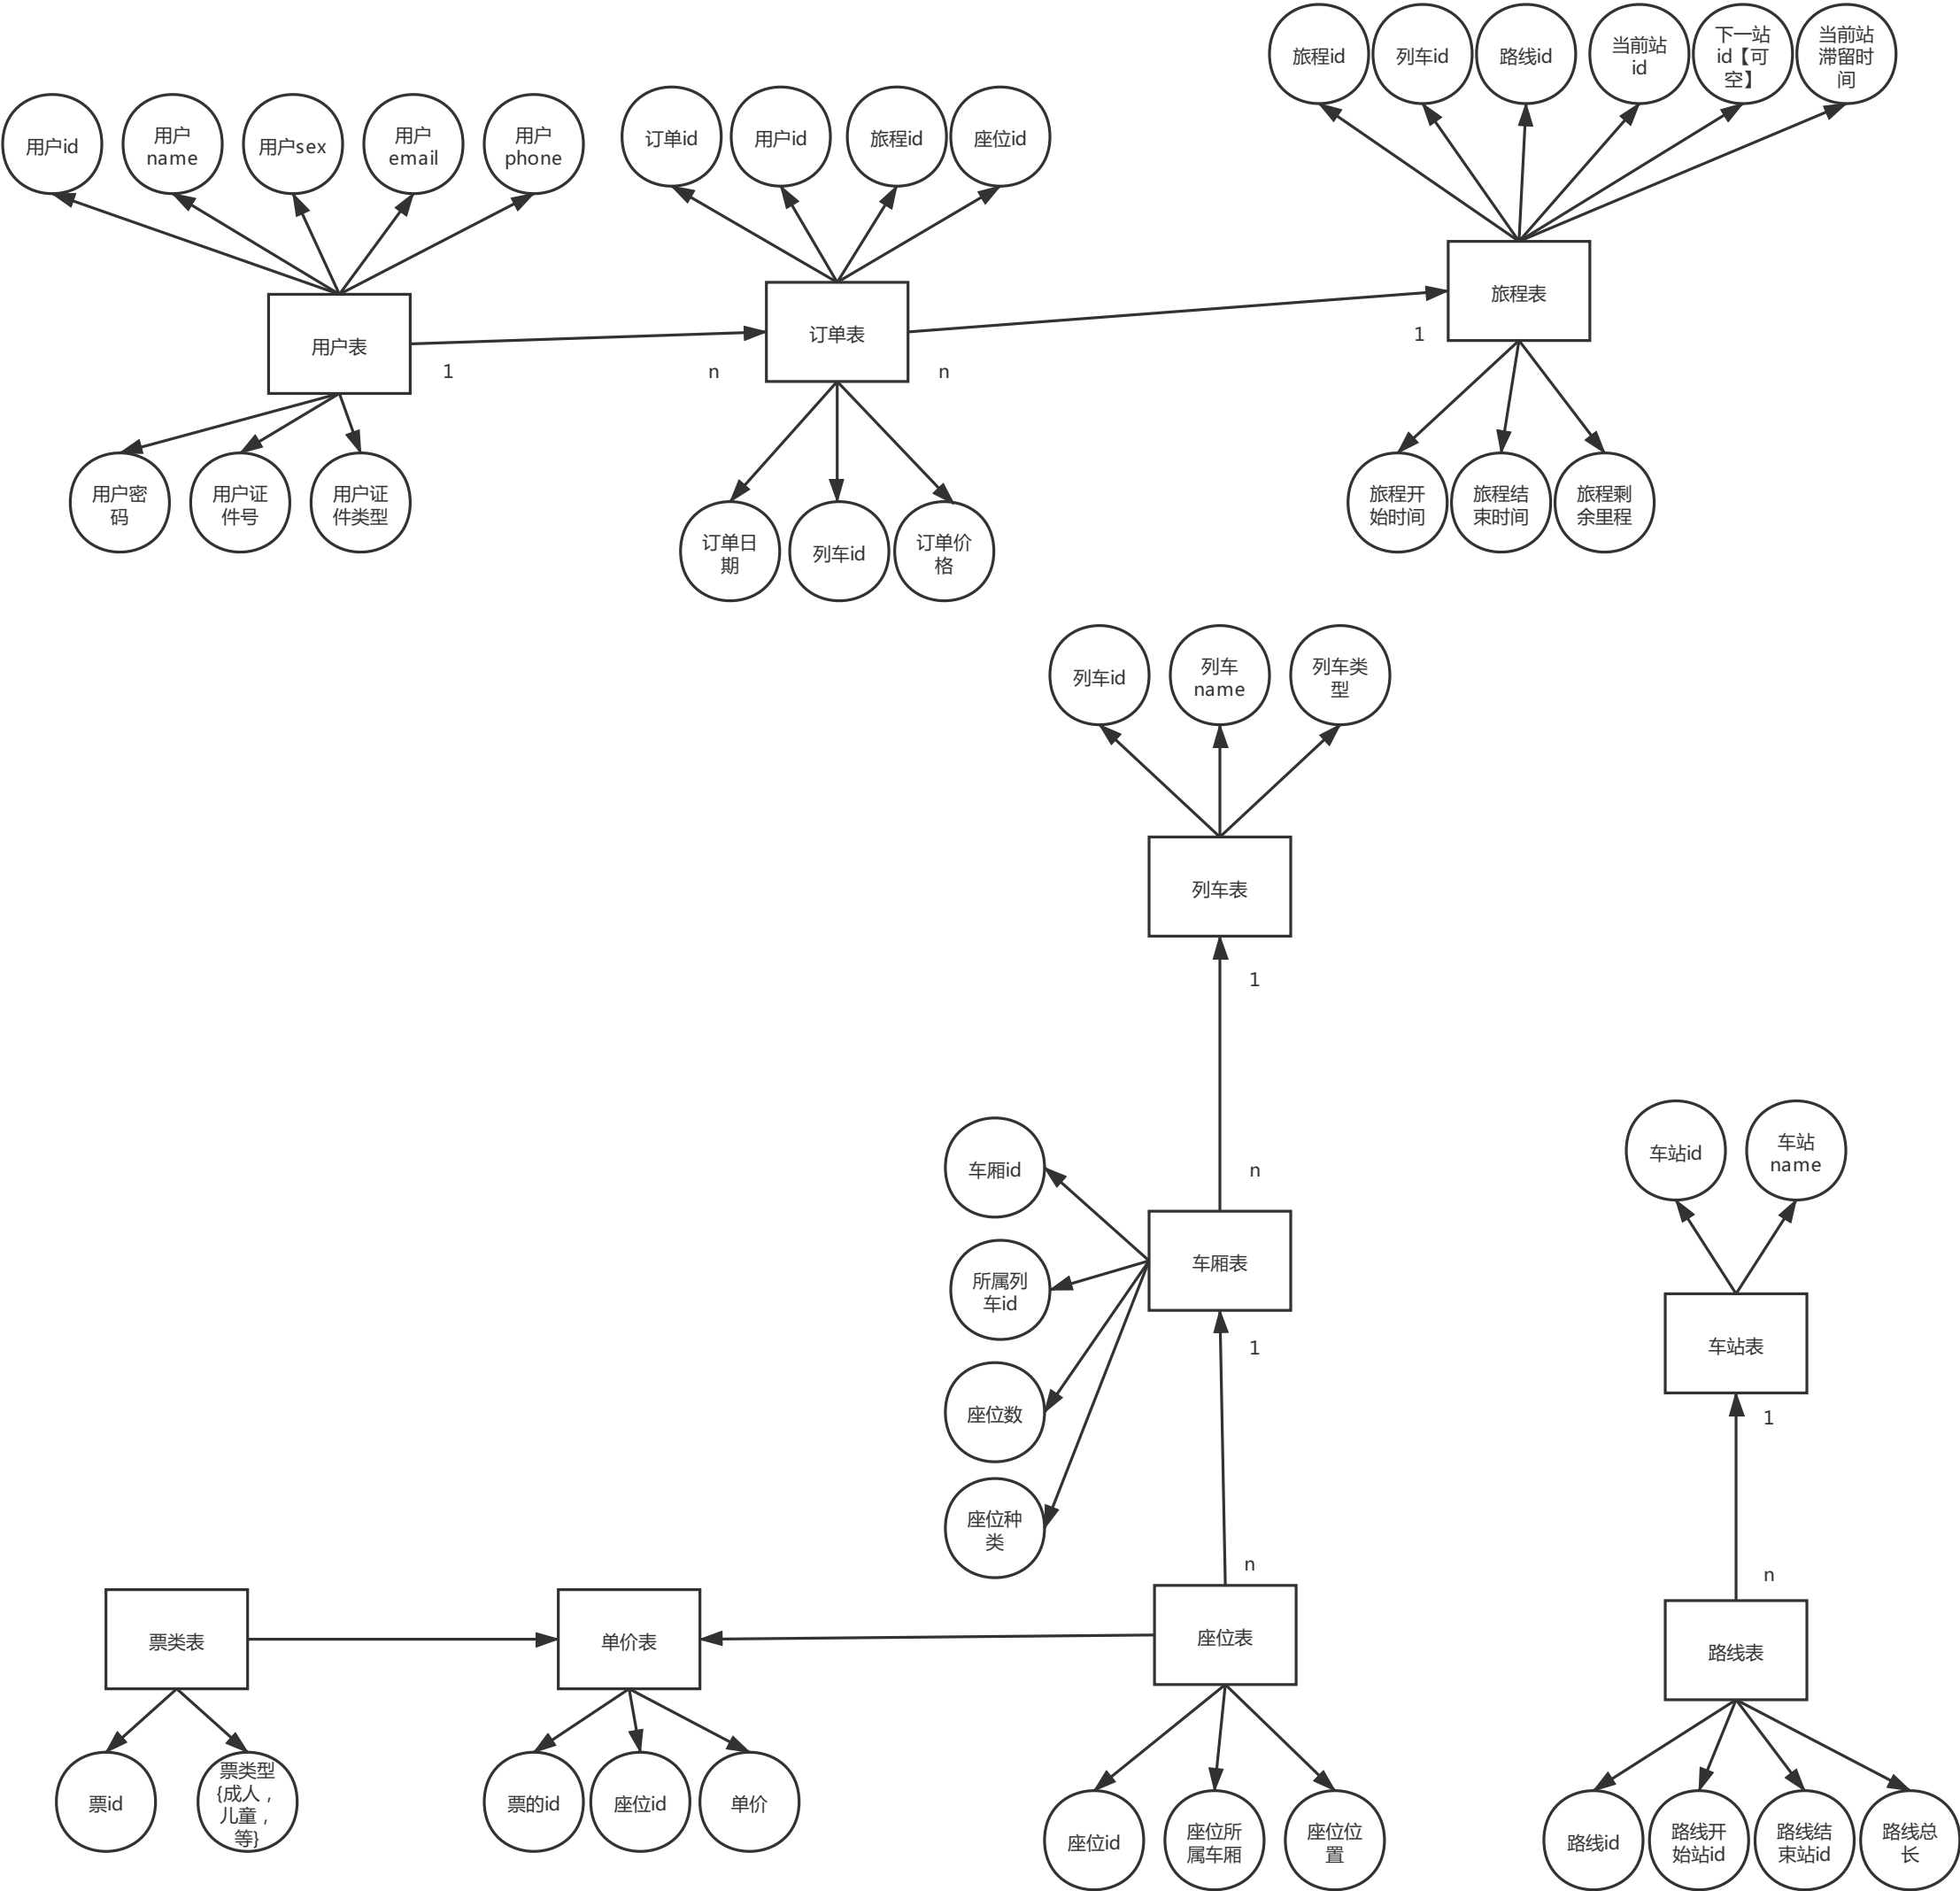 旅程id
列车id
路线id
当前站
id
下一站
id【可
空】
当前站
滞留时
间
用户id
用户
name
用户sex
用户
email
用户
phone
订单id
用户id
旅程id
座位id
旅程表
订单表
用户表
1
n
n
1
用户密
码
用户证
件号
用户证
件类型
旅程开
始时间
旅程结
束时间
旅程剩
余里程
订单日
期
列车id
订单价
格
列车id
列车
name
列车类
型
列车表
1
n
车厢id
车厢表
所属列
车id
1
座位数
座位种
类
n
车站id
车站
name
车站表
1
n
票类表
单价表
座位表
路线表
票id
票类型
{成人，
儿童，
等}
票的id
座位id
单价
座位id
座位所
属车厢
座位位
置
路线id
路线开
始站id
路线结
束站id
路线总
长